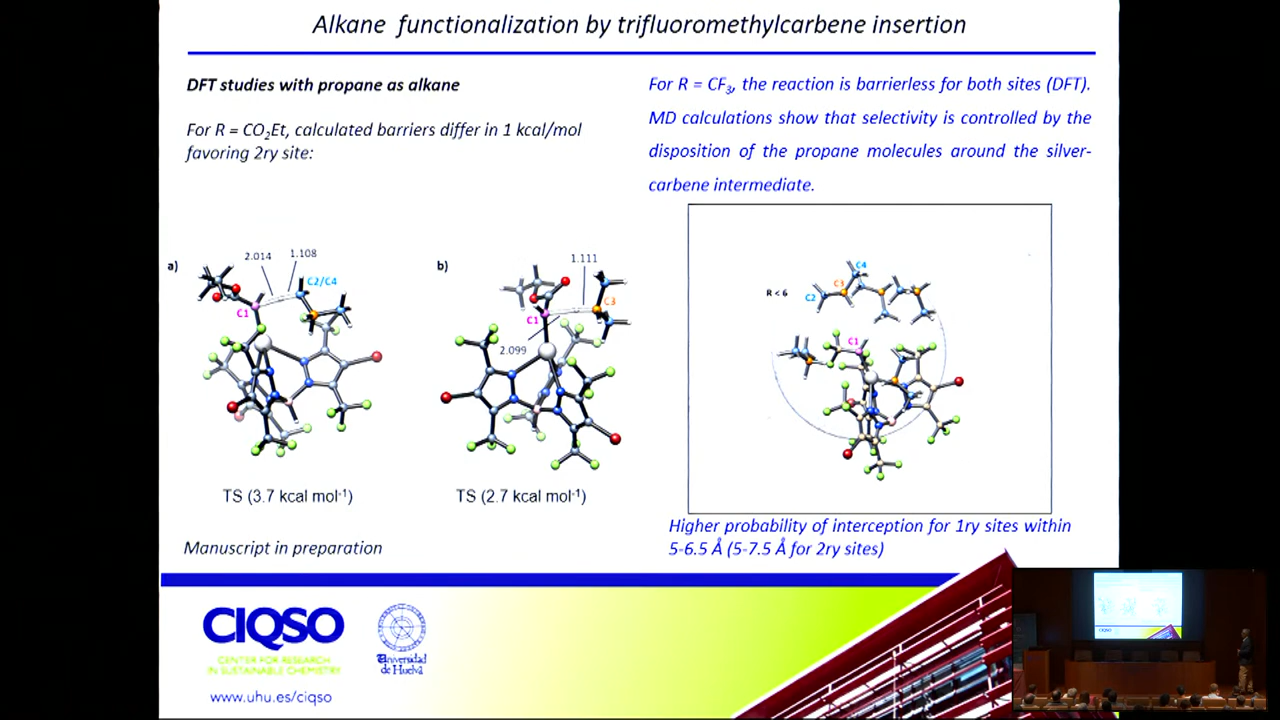 Alkane functionalization by trifluoromethylcarbene insertion
DFT studies with propane as alkane
For R = CO2Et, calculated barriers differ in 1 kcal/mol
favoring 2ry site:
a)
2.014
1.108
C2/C4
C1
TS (3.7 kcal mol-1)
b)
1.111
C3
C1
2.099
TS (2.7 kcal mol-1)
Manuscript in preparation
For R = CF3, the reaction is barrierless for both sites (DFT).
MD calculations show that selectivity is controlled by the
disposition of the propane molecules around the silver-
carbene intermediate.
R < 6
C4
C3
C2
C1
Higher probability of interception for 1ry sites within
5-6.5 Å (5-7.5 Å for 2ry sites)
CIQSO
CENTER FOR RESEARCH
IN SUSTAINABLE CHEMISTRY
www.uhu.es/ciqso
Universidad
de Huelva